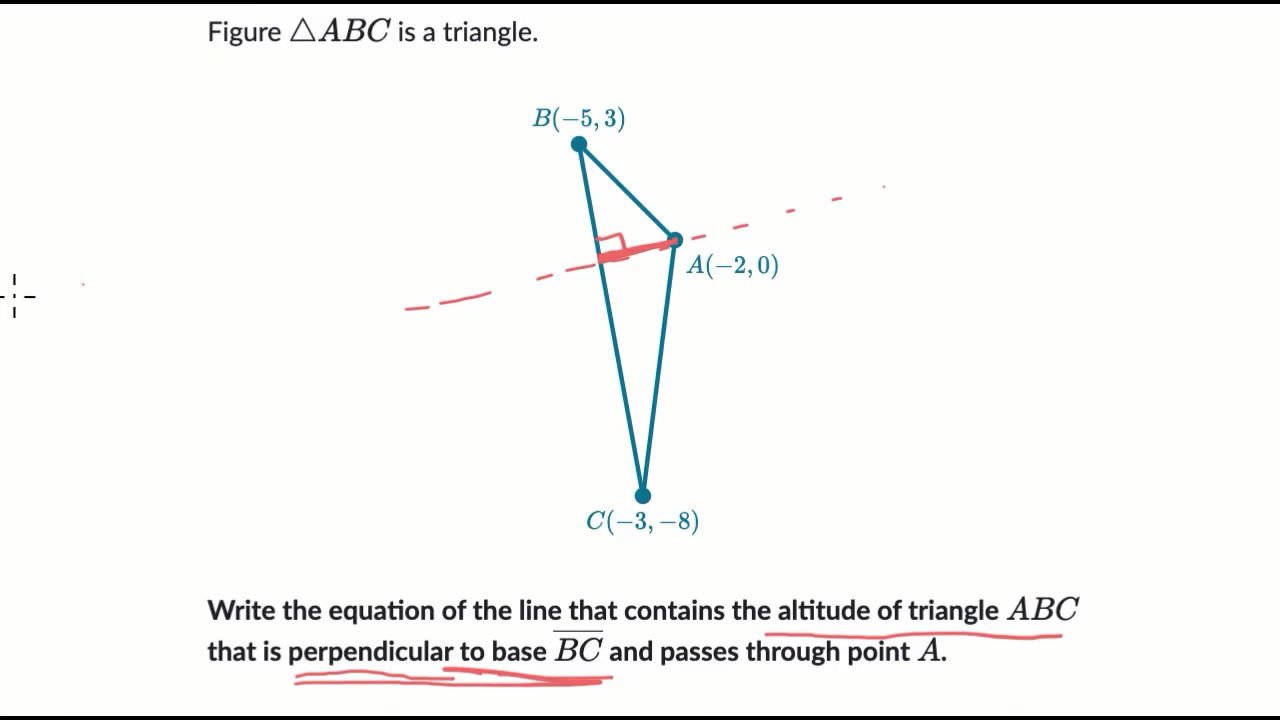 Figure △ABC is a triangle.
B(−5, 3)
A(−2, 0)
C(−3, −8)
Write the equation of the line that contains the altitude of triangle ABC
that is perpendicular to base B̅C̅ and passes through point A.